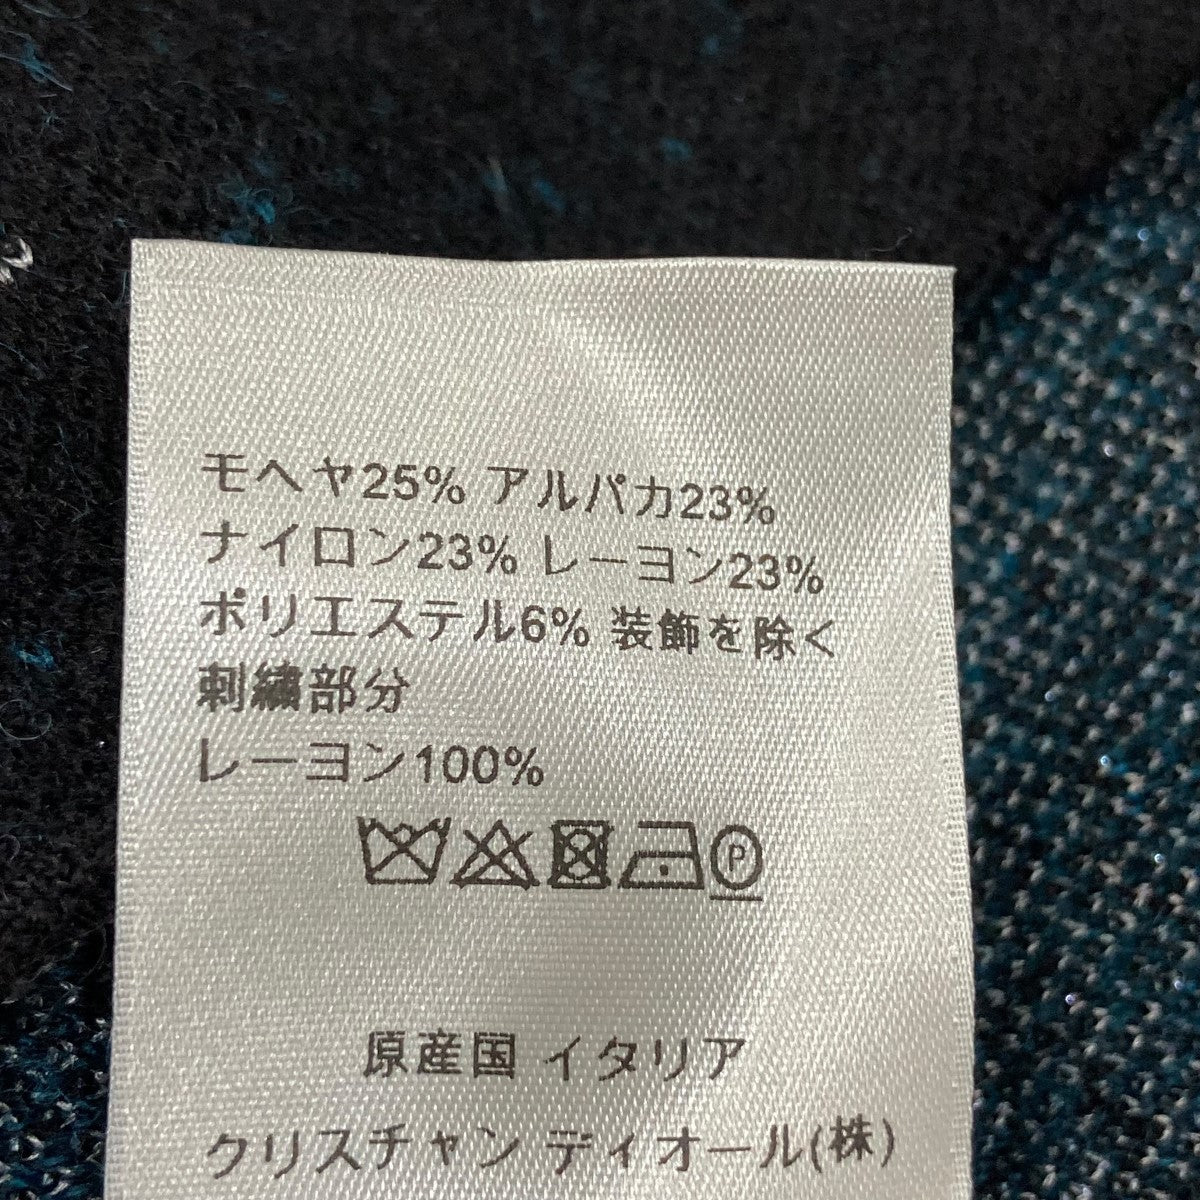 モヘヤ25% アルパカ23%
ナイロン23% レーヨン23%
ポリエステル6% 装飾を除く
刺繍部分
レーヨン100%
P
原産国 イタリア
クリスチャン ディオール(株)